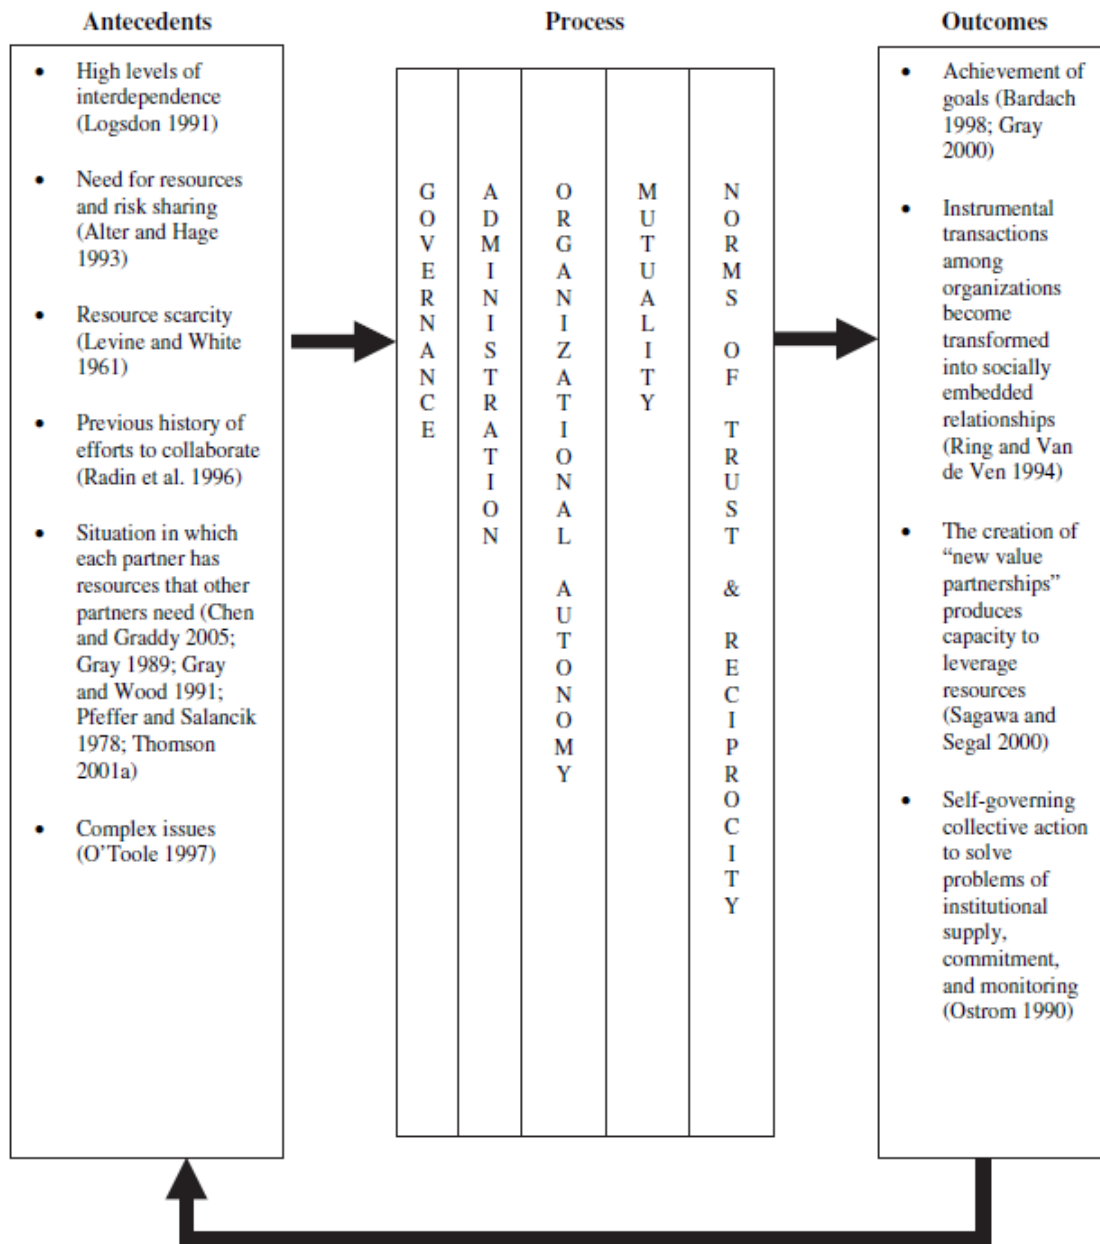 Antecedents
• High levels of
interdependence
(Logsdon 1991)
• Need for resources
and risk sharing
(Alter and Hage
1993)
• Resource scarcity
(Levine and White
1961)
• Previous history of
efforts to collaborate
(Radin et al. 1996)
• Situation in which
each partner has
resources that other
partners need (Chen
and Graddy 2005;
Gray 1989; Gray
and Wood 1991;
Pfeffer and Salancik
1978; Thomson
2001a)
• Complex issues
(O'Toole 1997)
Process
GOVERNANCE
ADMINISTRATION
ORGANIZATIONAL AUTONOMY
MUTUALITY
NORMS OF TRUST & RECIPROCITY
Outcomes
• Achievement of
goals (Bardach
1998; Gray
2000)
• Instrumental
transactions
among
organizations
become
transformed
into socially
embedded
relationships
(Ring and Van
de Ven 1994)
• The creation of
“new value
partnerships”
produces
capacity to
leverage
resources
(Sagawa and
Segal 2000)
• Self-governing
collective action
to solve
problems of
institutional
supply,
commitment,
and monitoring
(Ostrom 1990)